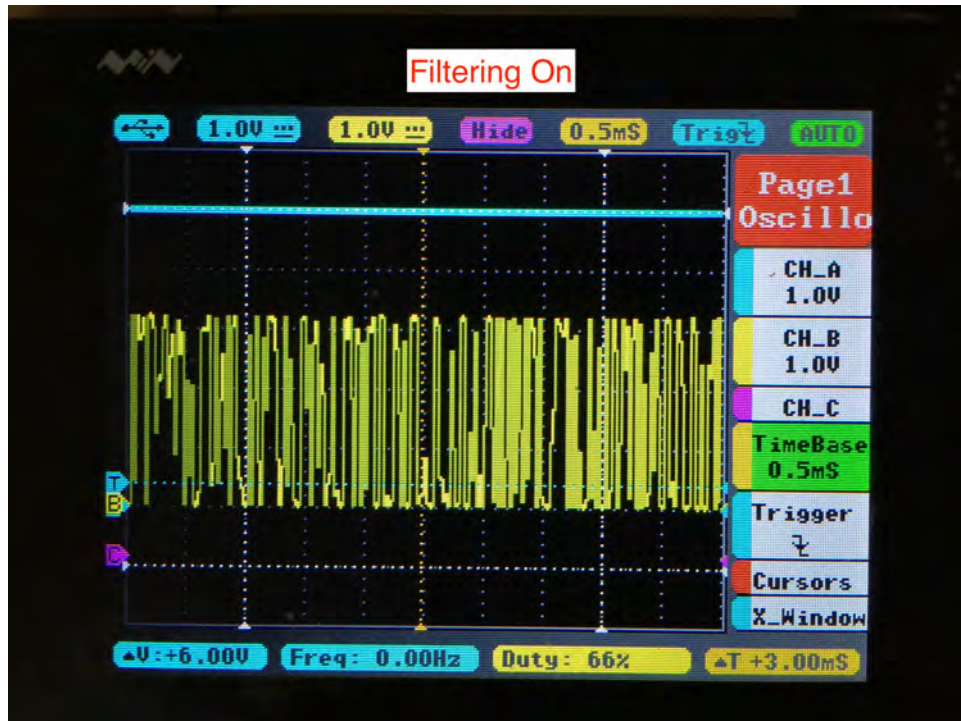 Filtering On
1.0V 1.0V Hide 0.5mS Trig AUTO
Page1
Oscillo
CH_A
1.0V
CH_B
1.0V
CH_C
TimeBase
0.5mS
T
B
Trigger
Cursors
X_Window
▲V:+6.00V Freq: 0.00Hz Duty: 66% ▲T +3.00mS